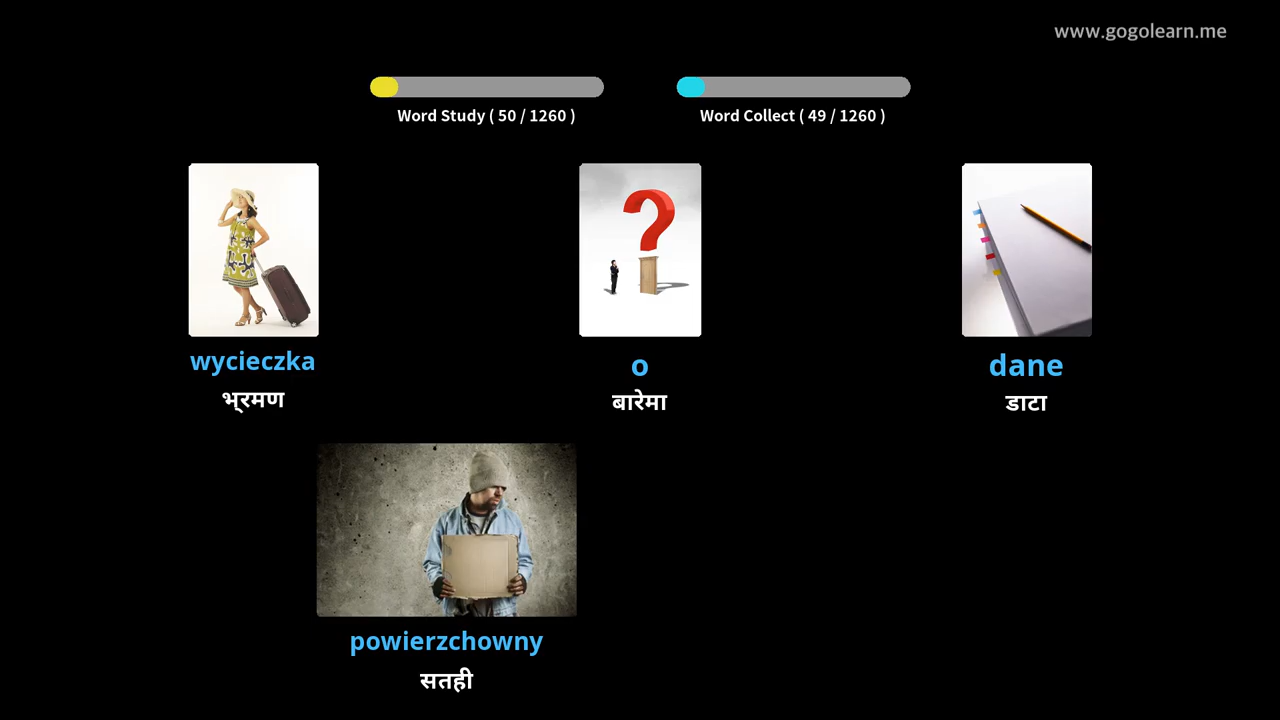 www.gogolearn.me
Word Study ( 50 / 1260 )
Word Collect ( 49 / 1260 )
wycieczka
भ्रमण
o
बारेमा
dane
डाटा
powierzchowny
सतही